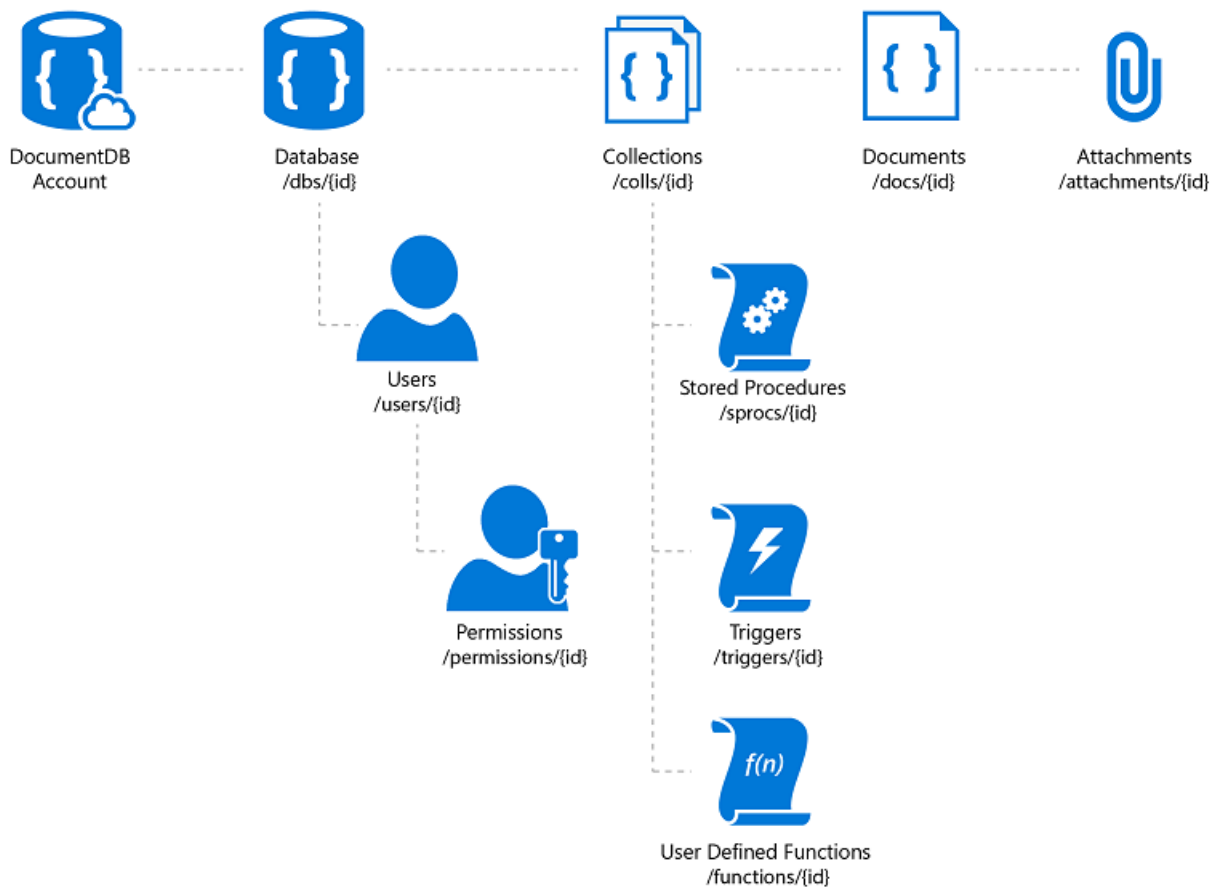 DocumentDB
Account
Database
/dbs/{id}
Collections
/colls/{id}
Documents
/docs/{id}
Attachments
/attachments/{id}
Users
/users/{id}
Stored Procedures
/sprocs/{id}
Permissions
/permissions/{id}
Triggers
/triggers/{id}
f(n)
User Defined Functions
/functions/{id}